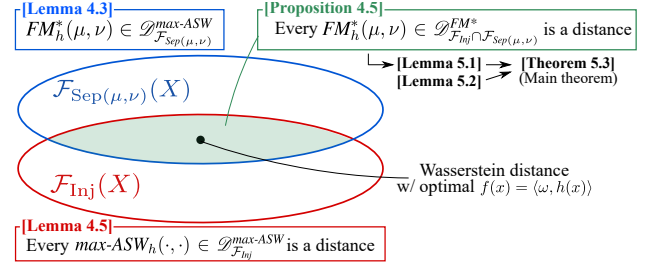 [Lemma 4.3]
FM*_h(μ, ν) ∈ 𝒟^{max-ASW}_{ℱ_{Sep(μ,ν)}}
[Proposition 4.5]
Every FM*_h(μ, ν) ∈ 𝒟^{FM*}_{ℱ_{Inj}∩ℱ_{Sep(μ,ν)}} is a distance
[Lemma 5.1]
[Lemma 5.2]
[Theorem 5.3]
(Main theorem)
ℱ_{Sep(μ,ν)}(X)
ℱ_{Inj}(X)
Wasserstein distance
w/ optimal f(x) = ⟨ω, h(x)⟩
[Lemma 4.5]
Every max-ASW_h(·,·) ∈ 𝒟^{max-ASW}_{ℱ_{Inj}} is a distance